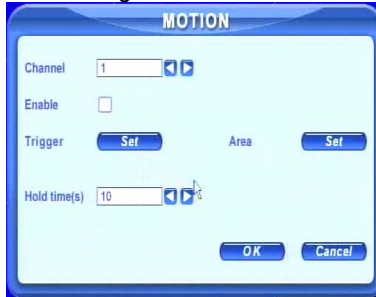 MOTION
Channel 1
Enable
Trigger Set Area Set
Hold time(s) 10
OK Cancel